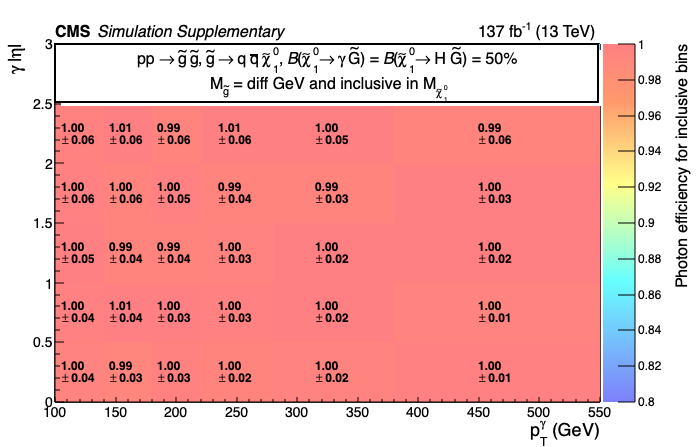 CMS Simulation Supplementary 137 fb⁻¹ (13 TeV)
pp → g̃ g̃, g̃ → q q̄ χ̃⁰₁, B(χ̃⁰₁ → γ G̃) = B(χ̃⁰₁ → H G̃) = 50%
M_g̃ = diff GeV and inclusive in M_χ̃⁰₁
γ |η|
3
2.5
2
1.5
1
0.5
0
1.00 1.01 0.99 1.01 1.00 0.99
± 0.06 ± 0.06 ± 0.06 ± 0.06 ± 0.05 ± 0.06
1.00 1.00 1.00 0.99 0.99 1.00
± 0.06 ± 0.06 ± 0.05 ± 0.04 ± 0.03 ± 0.03
1.00 0.99 0.99 1.00 1.00 1.00
± 0.05 ± 0.04 ± 0.04 ± 0.03 ± 0.02 ± 0.02
1.00 1.01 1.00 1.00 1.00 1.00
± 0.04 ± 0.04 ± 0.03 ± 0.03 ± 0.02 ± 0.01
1.00 0.99 1.00 1.00 1.00 1.00
± 0.04 ± 0.03 ± 0.03 ± 0.02 ± 0.02 ± 0.01
100 150 200 250 300 350 400 450 500 550
p_T^γ (GeV)
1
0.98
0.96
0.94
0.92
0.9
0.88
0.86
0.84
0.82
0.8
Photon efficiency for inclusive bins